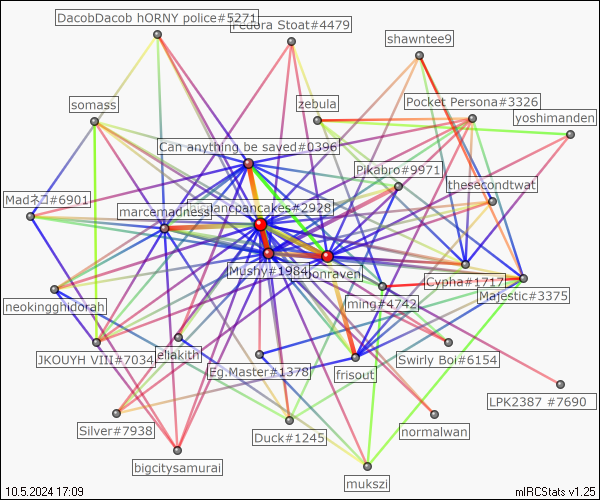 DacobDacob hORNY police#5271
Fedora Stoat#4479
shawntee9
somass
zebula
Pocket Persona#3326
yoshimanden
Can anything be saved#0396
Pikabro#9971
thesecondtwat
Madネコ#6901
marcemadness
pancakes#2928
Mushy#1984
jonraven
Cypha#1717
Majestic#3375
neokingghidorah
ming#4742
JKOUYH VIII#7034
eliakith
Eg.Master#1378
frisout
Swirly Boi#6154
LPK2387 #7690
Silver#7938
Duck#1245
normalwan
bigcitysamurai
mukszi
10.5.2024 17:09
mIRCStats v1.25